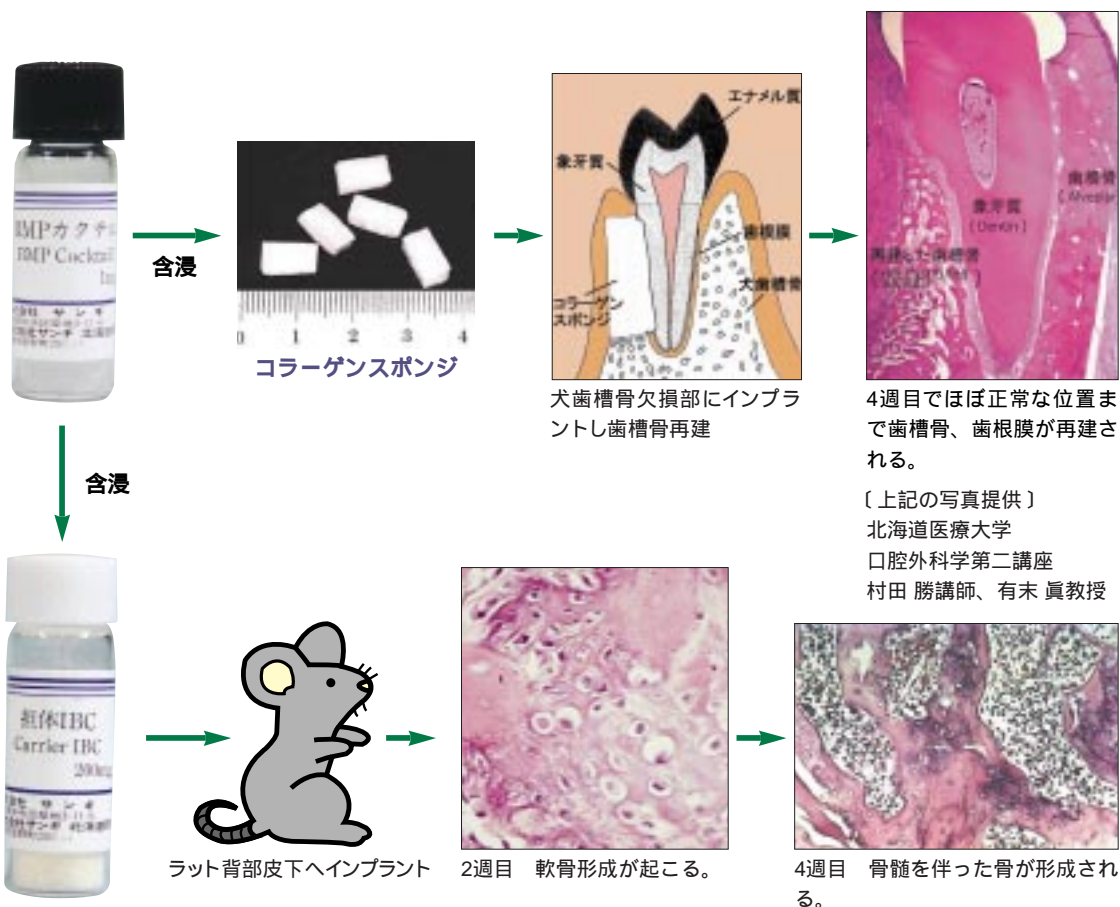 BMPカクテル
BMP Cocktail
含浸
0 1 2 3 4
コラーゲンスポンジ
エナメル質
象牙質
歯根膜
犬歯槽骨
コラーゲン
スポンジ
犬歯槽骨欠損部にインプラ
ントし歯槽骨再建
象牙質
(Dentin)
歯槽骨
再建した歯槽骨
4週目でほぼ正常な位置ま
で歯槽骨、歯根膜が再建さ
れる。
〔上記の写真提供〕
北海道医療大学
口腔外科学第二講座
村田 勝講師、有末 眞教授
含浸
担体IBC
Carrier IBC
200mg
ラット背部皮下へインプラント
2週目 軟骨形成が起こる。
4週目 骨髄を伴った骨が形成され
る。